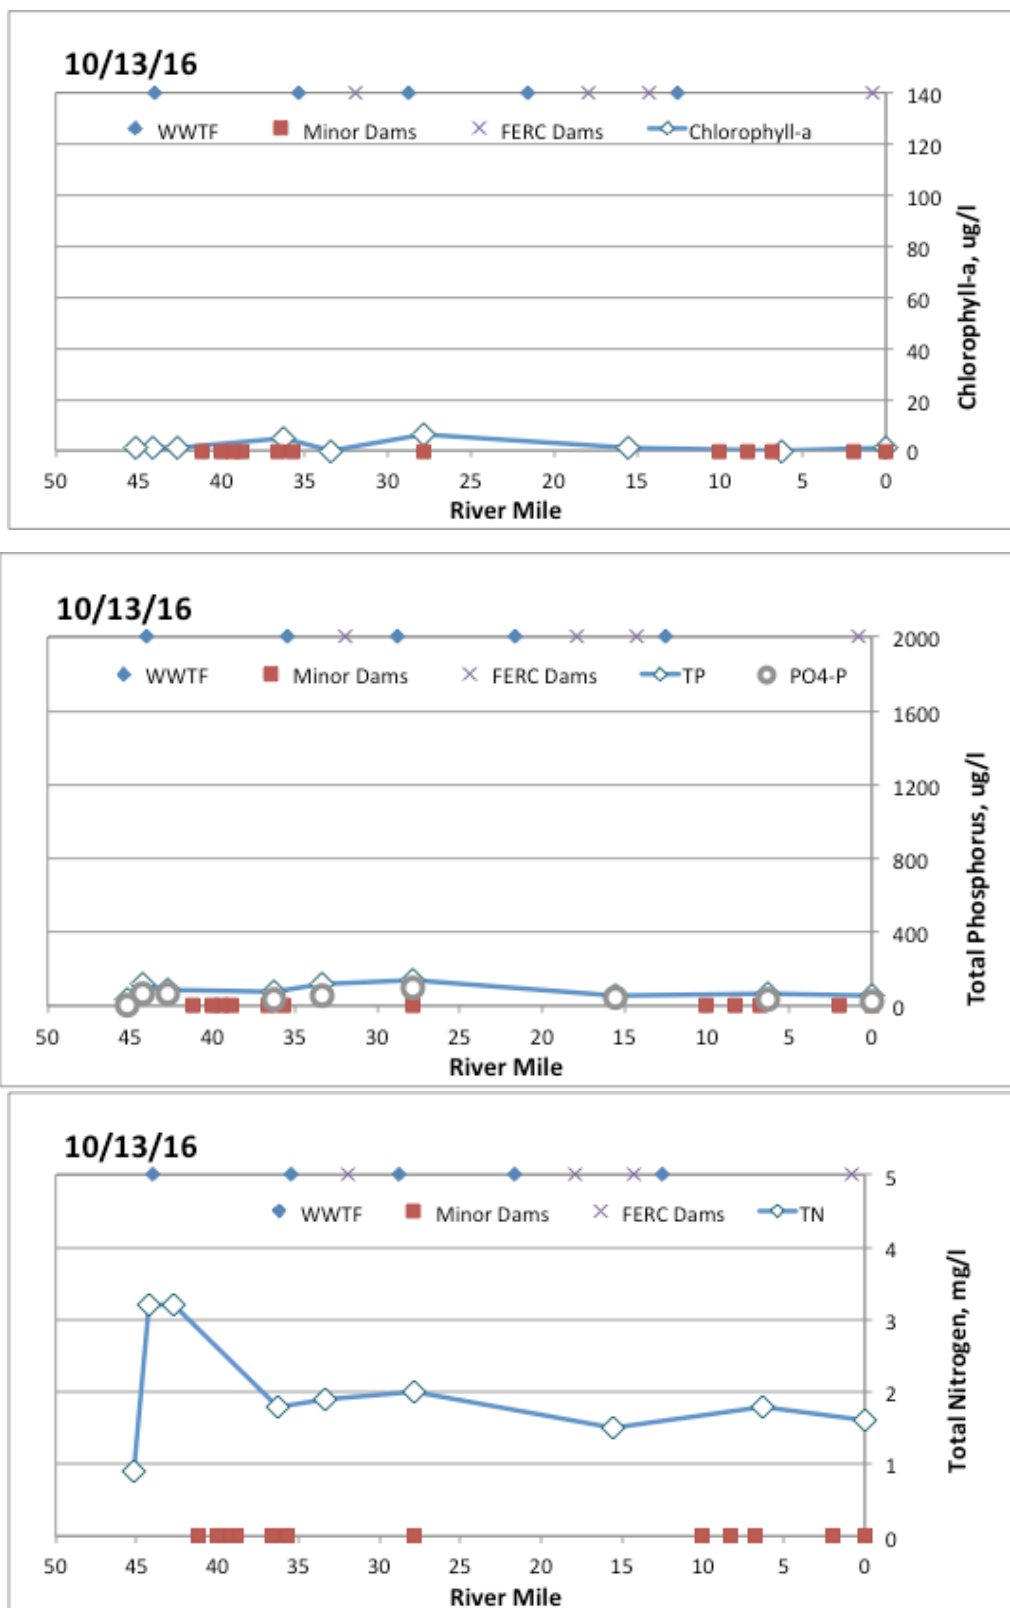 10/13/16
140
WWTF Minor Dams FERC Dams Chlorophyll-a
120
100
80
60
40
20
0
Chlorophyll-a, ug/l
50 45 40 35 30 25 20 15 10 5 0
River Mile
10/13/16
2000
WWTF Minor Dams FERC Dams TP PO4-P
1600
1200
800
400
0
Total Phosphorus, ug/l
50 45 40 35 30 25 20 15 10 5 0
River Mile
10/13/16
5
WWTF Minor Dams FERC Dams TN
4
3
2
1
0
Total Nitrogen, mg/l
50 45 40 35 30 25 20 15 10 5 0
River Mile